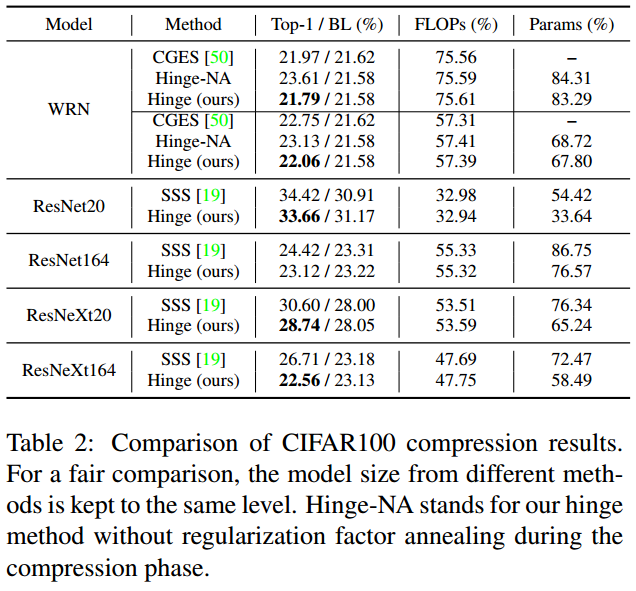 Model Method Top-1 / BL (%) FLOPs (%) Params (%)
WRN
CGES [50] 21.97 / 21.62 75.56 –
Hinge-NA 23.61 / 21.58 75.59 84.31
Hinge (ours) 21.79 / 21.58 75.61 83.29
CGES [50] 22.75 / 21.62 57.31 –
Hinge-NA 23.13 / 21.58 57.41 68.72
Hinge (ours) 22.06 / 21.58 57.39 67.80
ResNet20
SSS [19] 34.42 / 30.91 32.98 54.42
Hinge (ours) 33.66 / 31.17 32.94 33.64
ResNet164
SSS [19] 24.42 / 23.31 55.33 86.75
Hinge (ours) 23.12 / 23.22 55.32 76.57
ResNeXt20
SSS [19] 30.60 / 28.00 53.51 76.34
Hinge (ours) 28.74 / 28.05 53.59 65.24
ResNeXt164
SSS [19] 26.71 / 23.18 47.69 72.47
Hinge (ours) 22.56 / 23.13 47.75 58.49
Table 2: Comparison of CIFAR100 compression results.
For a fair comparison, the model size from different meth-
ods is kept to the same level. Hinge-NA stands for our hinge
method without regularization factor annealing during the
compression phase.